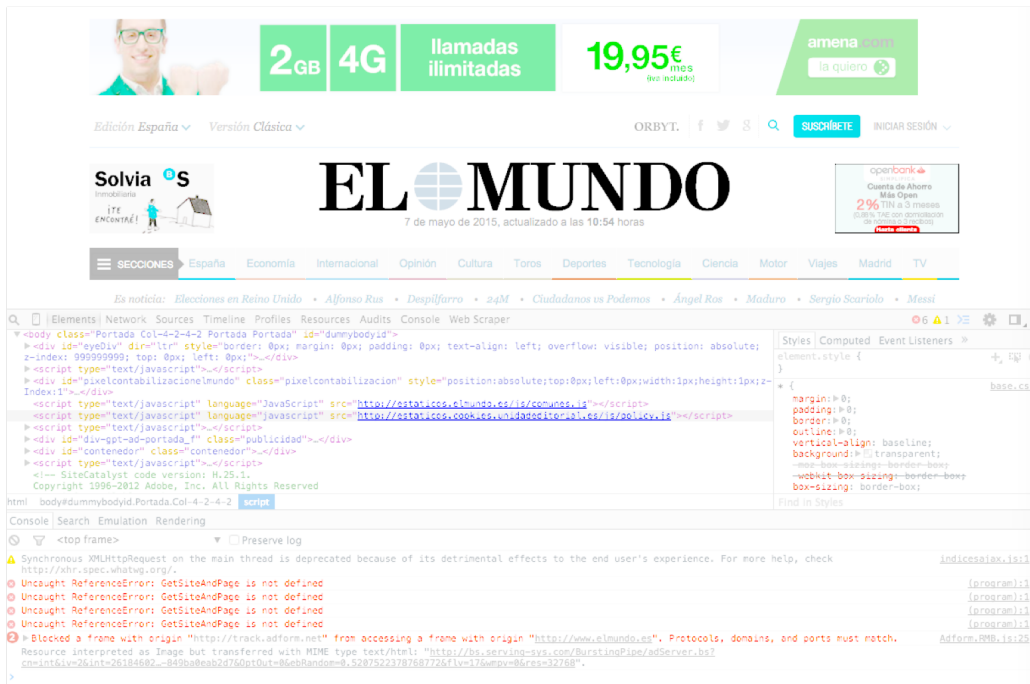 2GB 4G llamadas ilimitadas 19,95€ mes (iva incluido) amena.com la quiero
Edición España Versión Clásica ORBYT. SUSCRÍBETE INICIAR SESIÓN
Solvia S
Inmobiliaria
¡TE ENCONTRÉ!
EL MUNDO
7 de mayo de 2015, actualizado a las 10:54 horas
openbank
Cuenta de Ahorro
Más Open
2% TIN a 3 meses
Hazte cliente
SECCIONES España Economía Internacional Opinión Cultura Toros Deportes Tecnología Ciencia Motor Viajes Madrid TV
Es noticia: Elecciones en Reino Unido • Alfonso Rus • Despilfarro • 24M • Ciudadanos vs Podemos • Ángel Ros • Maduro • Sergio Scariolo • Messi
Elements Network Sources Timeline Profiles Resources Audits Console Web Scraper 6 1
▼<body class="Portada Col-4-2-4-2 Portada Portada" id="dummybodyid">
▶<div id="eyeDiv" dir="ltr" style="border: 0px; margin: 0px; padding: 0px; text-align: left; overflow: visible; position: absolute;
z-index: 999999999; top: 0px; left: 0px;">…</div>
▶<script type="text/javascript">…</script>
▶<div id="pixelcontabilizacionelmundo" class="pixelcontabilizacion" style="position:absolute;top:0px;left:0px;width:1px;height:1px;z-
Index:1">…</div>
<script type="text/javascript" language="JavaScript" src="http://estaticos.elmundo.es/js/comunes.js"></script>
<script type="text/javascript" language="javascript" src="http://estaticos.cookies.unidadeditorial.es/js/policy.js"></script>
▶<script type="text/javascript">…</script>
▶<div id="div-gpt-ad-portada_f" class="publicidad">…</div>
▶<div id="contenedor" class="contenedor">…</div>
▶<script type="text/javascript">…</script>
<!-- SiteCatalyst code version: H.25.1.
Copyright 1996-2012 Adobe, Inc. All Rights Reserved
html body#dummybodyid.Portada.Col-4-2-4-2 script
Styles Computed Event Listeners »
element.style {
}
* { base.cs
margin:▶0;
padding:▶0;
border:▶0;
outline:▶0;
vertical-align: baseline;
background:▶transparent;
-moz-box-sizing: border-box;
-webkit-box-sizing: border-box;
box-sizing: border-box;
Find in Styles
Console Search Emulation Rendering
<top frame> ▼ Preserve log
Synchronous XMLHttpRequest on the main thread is deprecated because of its detrimental effects to the end user's experience. For more help, check indicesajax.js:1
http://xhr.spec.whatwg.org/.
Uncaught ReferenceError: GetSiteAndPage is not defined (program):1
Uncaught ReferenceError: GetSiteAndPage is not defined (program):1
Uncaught ReferenceError: GetSiteAndPage is not defined (program):1
Uncaught ReferenceError: GetSiteAndPage is not defined (program):1
2 ▶Blocked a frame with origin "http://track.adform.net" from accessing a frame with origin "http://www.elmundo.es". Protocols, domains, and ports must match. Adform.RMB.js:25
Resource interpreted as Image but transferred with MIME type text/html: "http://bs.serving-sys.com/BurstingPipe/adServer.bs?
cn=int&iv=2&int=26184602…-849ba0eab2d7&OptOut=0&ebRandom=0.5207522378768772&flv=17&wmpv=0&res=32768".